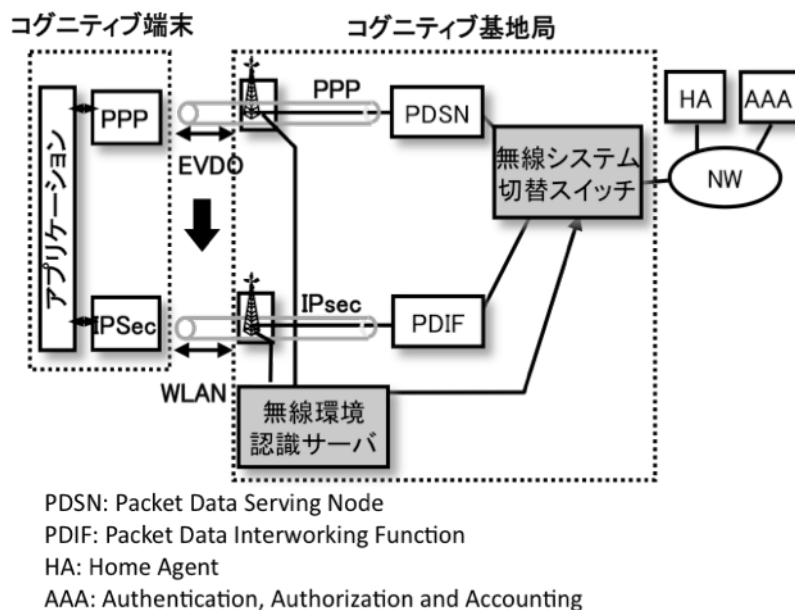 コグニティブ端末
コグニティブ基地局
アプリケーション
PPP
EVDO
PPP
PDSN
無線システム
切替スイッチ
HA
AAA
NW
IPSec
WLAN
IPsec
PDIF
無線環境
認識サーバ
PDSN: Packet Data Serving Node
PDIF: Packet Data Interworking Function
HA: Home Agent
AAA: Authentication, Authorization and Accounting